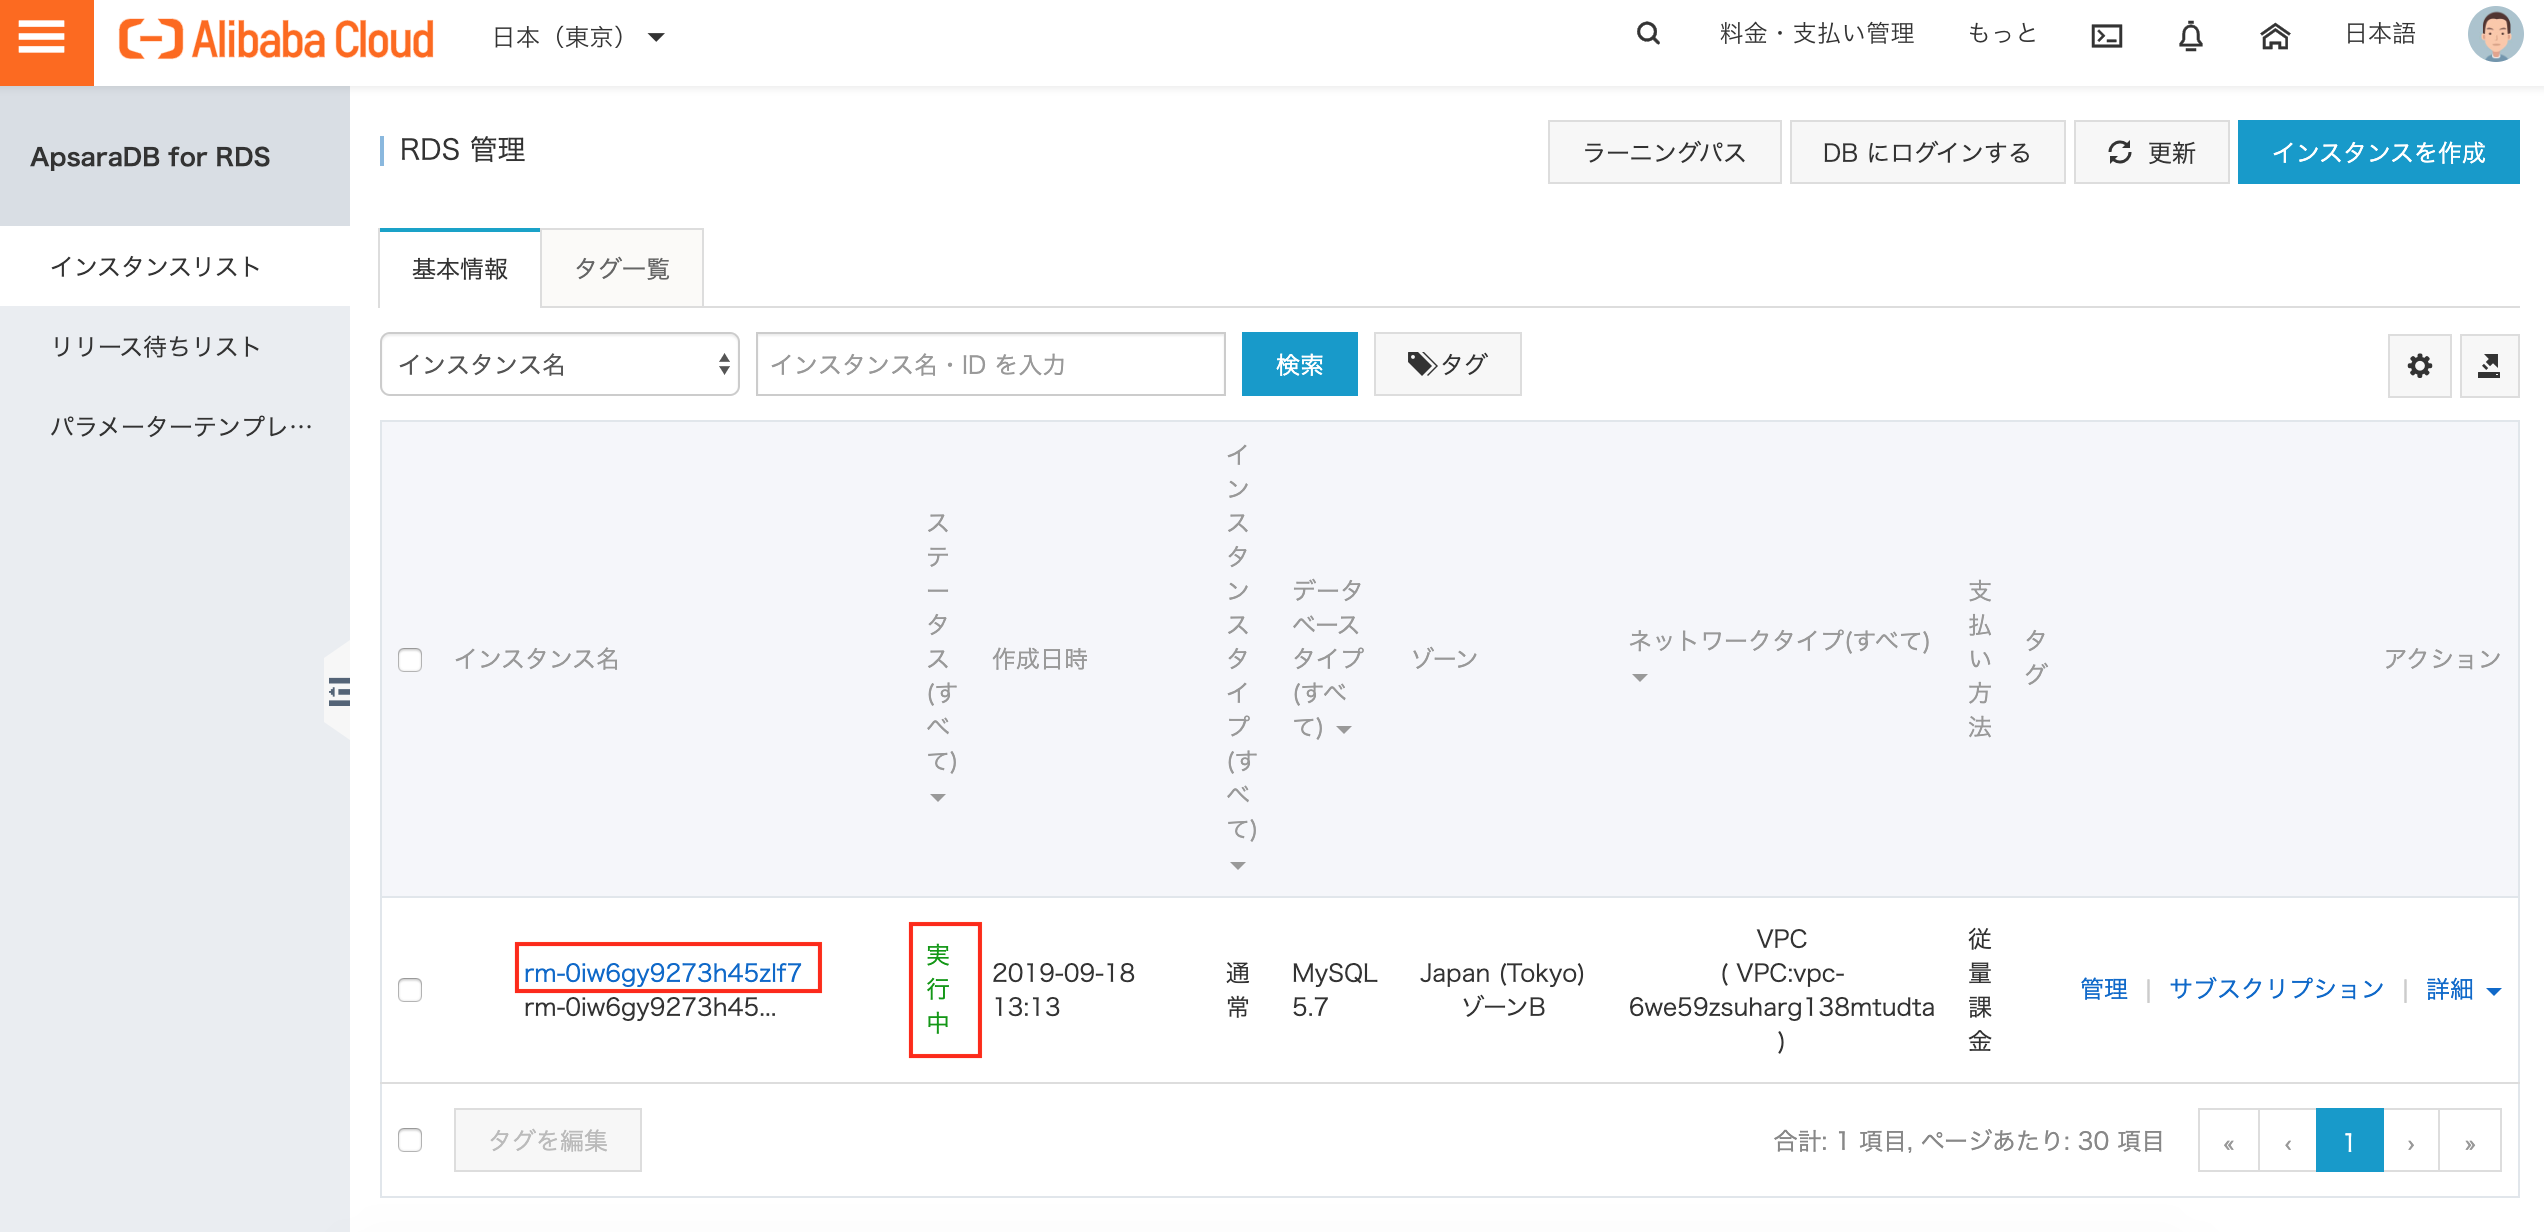 Alibaba Cloud
日本（東京）
料金・支払い管理
もっと
日本語
ApsaraDB for RDS
インスタンスリスト
リリース待ちリスト
パラメーターテンプレ…
RDS 管理
ラーニングパス
DB にログインする
更新
インスタンスを作成
基本情報
タグ一覧
インスタンス名
インスタンス名・ID を入力
検索
タグ
インスタンス名
ステータス(すべて)
作成日時
インスタンスタイプ(すべて)
データ
ベース
タイプ
(すべ
て)
ゾーン
ネットワークタイプ(すべて)
支払い方法
タグ
アクション
rm-0iw6gy9273h45zlf7
rm-0iw6gy9273h45...
実行中
2019-09-18
13:13
通常
MySQL
5.7
Japan (Tokyo)
ゾーンB
VPC
( VPC:vpc-
6we59zsuharg138mtudta
)
従量課金
管理 | サブスクリプション | 詳細
タグを編集
合計: 1 項目, ページあたり: 30 項目
« ‹ 1 › »